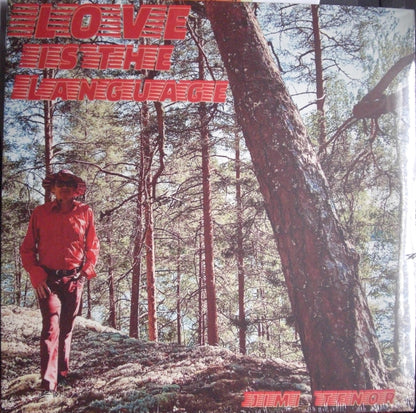 LOVE
IS THE
LANGUAGE
JIMI TENOR